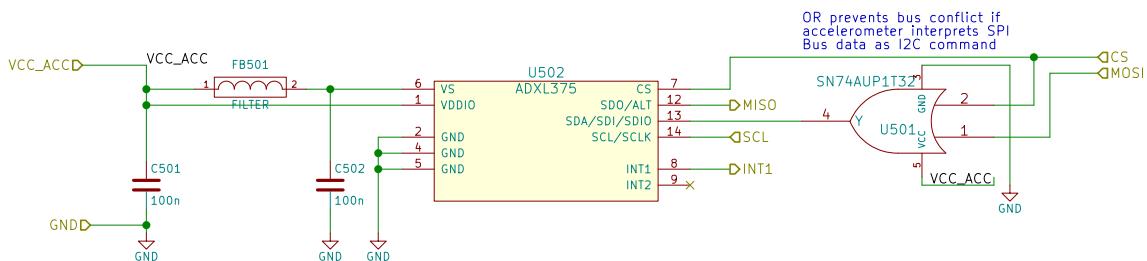 OR prevents bus conflict if
accelerometer interprets SPI
Bus data as I2C command
VCC_ACC
VCC_ACC
FB501
1
2
FILTER
C501
100n
GND
GND
C502
100n
GND
GND
U502
ADXL375
6
VS
1
VDDIO
2
GND
4
GND
5
GND
CS
7
SDO/ALT
12
MISO
SDA/SDI/SDIO
13
SCL/SCLK
14
SCL
INT1
8
INT1
INT2
9
SN74AUP1T32
3
GND
4
Y
U501
VCC
5
2
1
VCC_ACC
GND
CS
MOSI